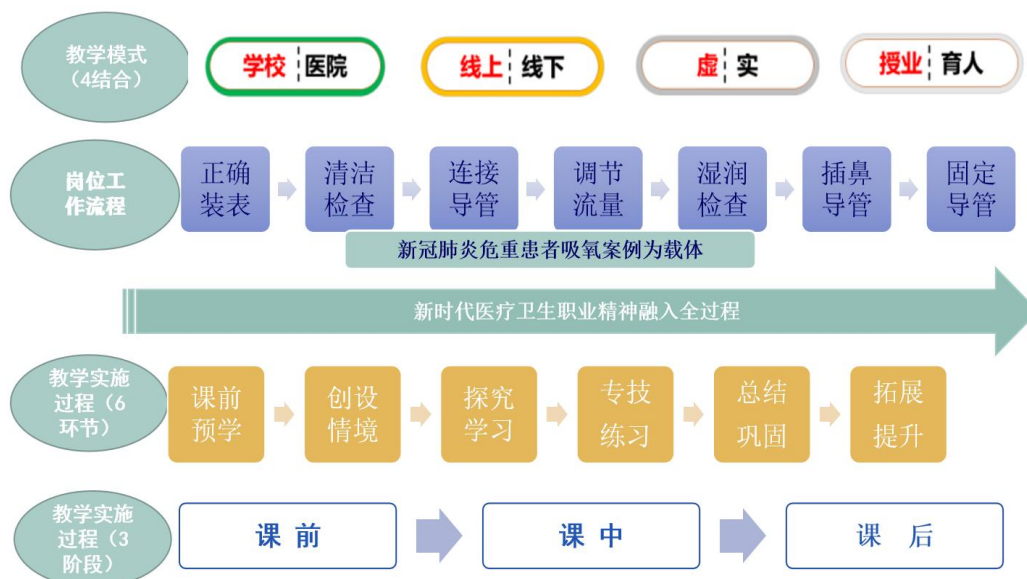 教学模式
（4结合）
学校 医院
线上 线下
虚 实
授业 育人
岗位工
作流程
正确
装表
清洁
检查
连接
导管
调节
流量
湿润
检查
插鼻
导管
固定
导管
新冠肺炎危重患者吸氧案例为载体
新时代医疗卫生职业精神融入全过程
教学实施
过程（6
环节）
课前
预学
创设
情境
探究
学习
专技
练习
总结
巩固
拓展
提升
教学实施
过程（3
阶段）
课 前
课 中
课 后